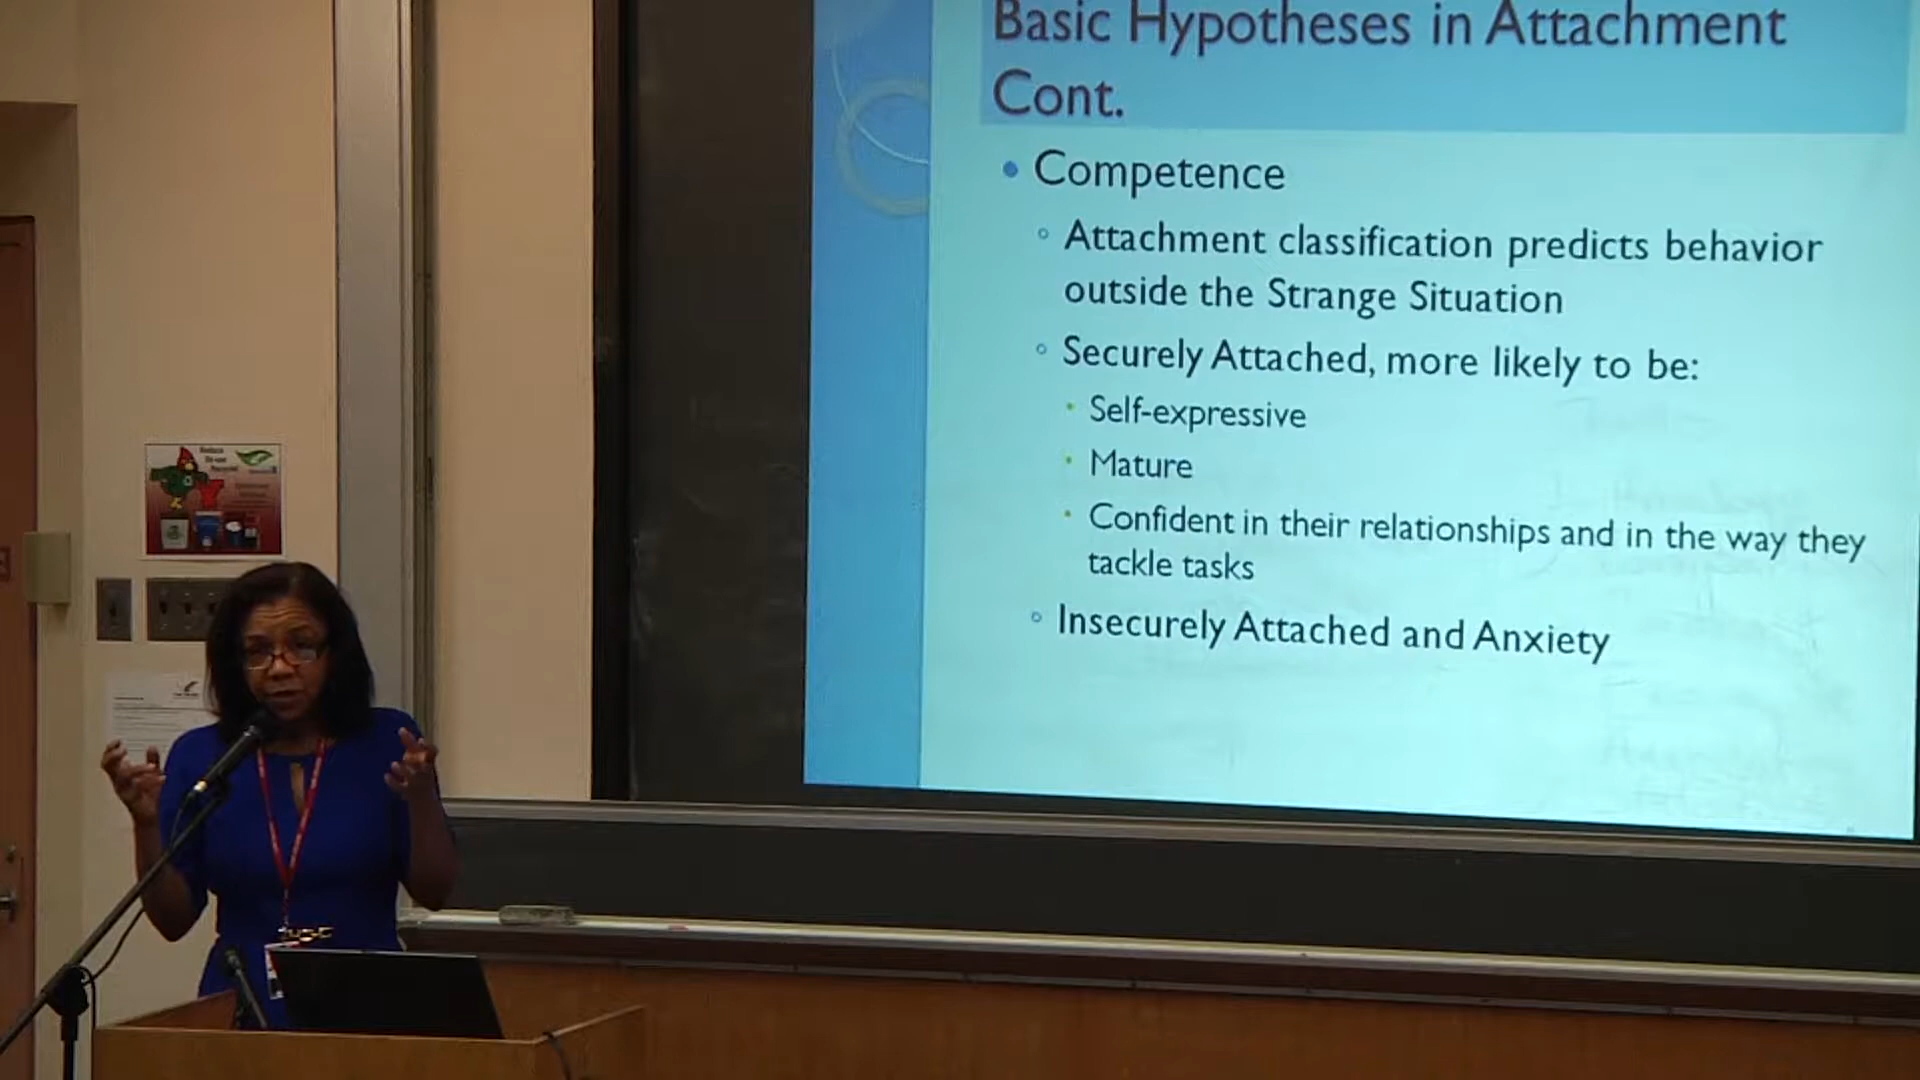 Basic Hypotheses in Attachment
Cont.
Competence
Attachment classification predicts behavior
outside the Strange Situation
Securely Attached, more likely to be:
Self-expressive
Mature
Confident in their relationships and in the way they
tackle tasks
Insecurely Attached and Anxiety